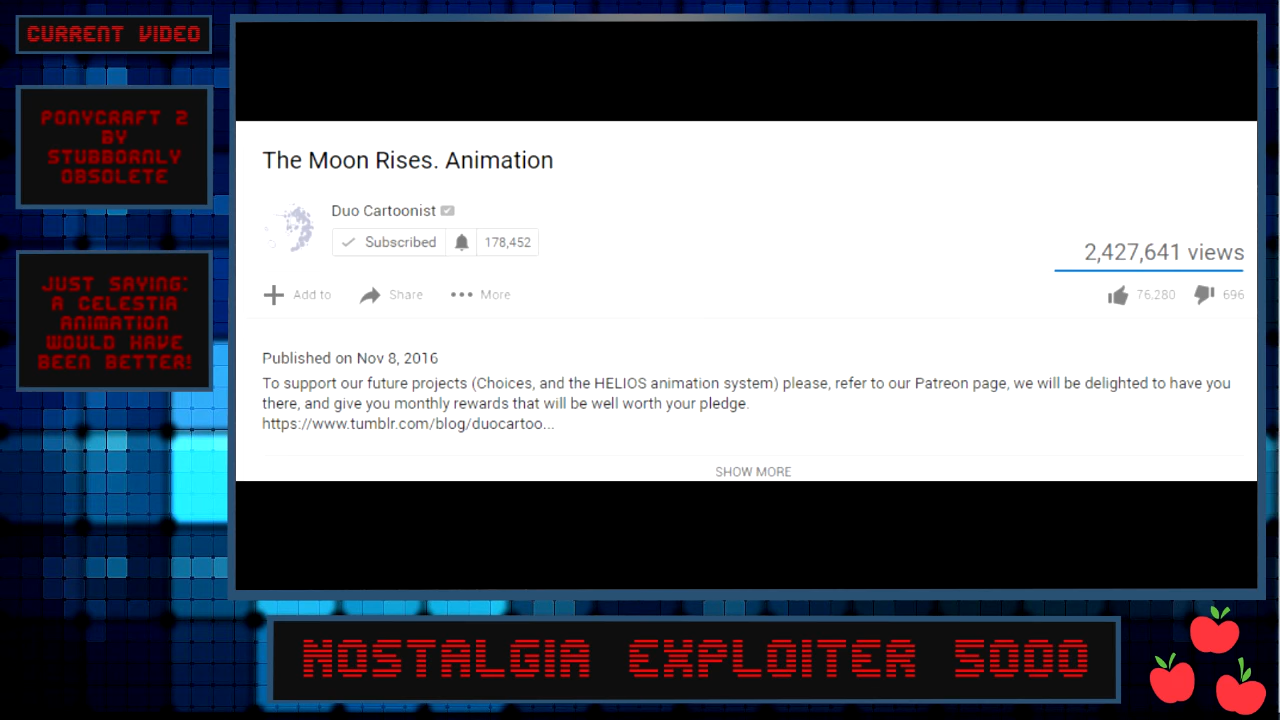 CURRENT VIDEO
PONYCRAFT 2
BY
STUBBORNLY
OBSOLETE
JUST SAYING:
A CELESTIA
ANIMATION
WOULD HAVE
BEEN BETTER!
The Moon Rises. Animation
Duo Cartoonist
Subscribed 178,452
2,427,641 views
Add to Share More 76,280 696
Published on Nov 8, 2016
To support our future projects (Choices, and the HELIOS animation system) please, refer to our Patreon page, we will be delighted to have you
there, and give you monthly rewards that will be well worth your pledge.
https://www.tumblr.com/blog/duocartoo...
SHOW MORE
NOSTALGIA EXPLOITER 5000